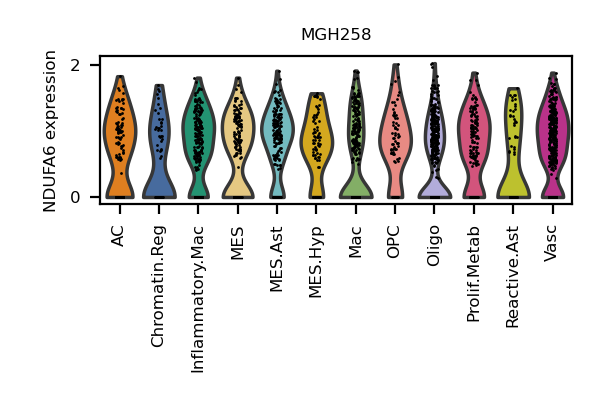 MGH258
NDUFA6 expression
2
0
AC
Chromatin.Reg
Inflammatory.Mac
MES
MES.Ast
MES.Hyp
Mac
OPC
Oligo
Prolif.Metab
Reactive.Ast
Vasc